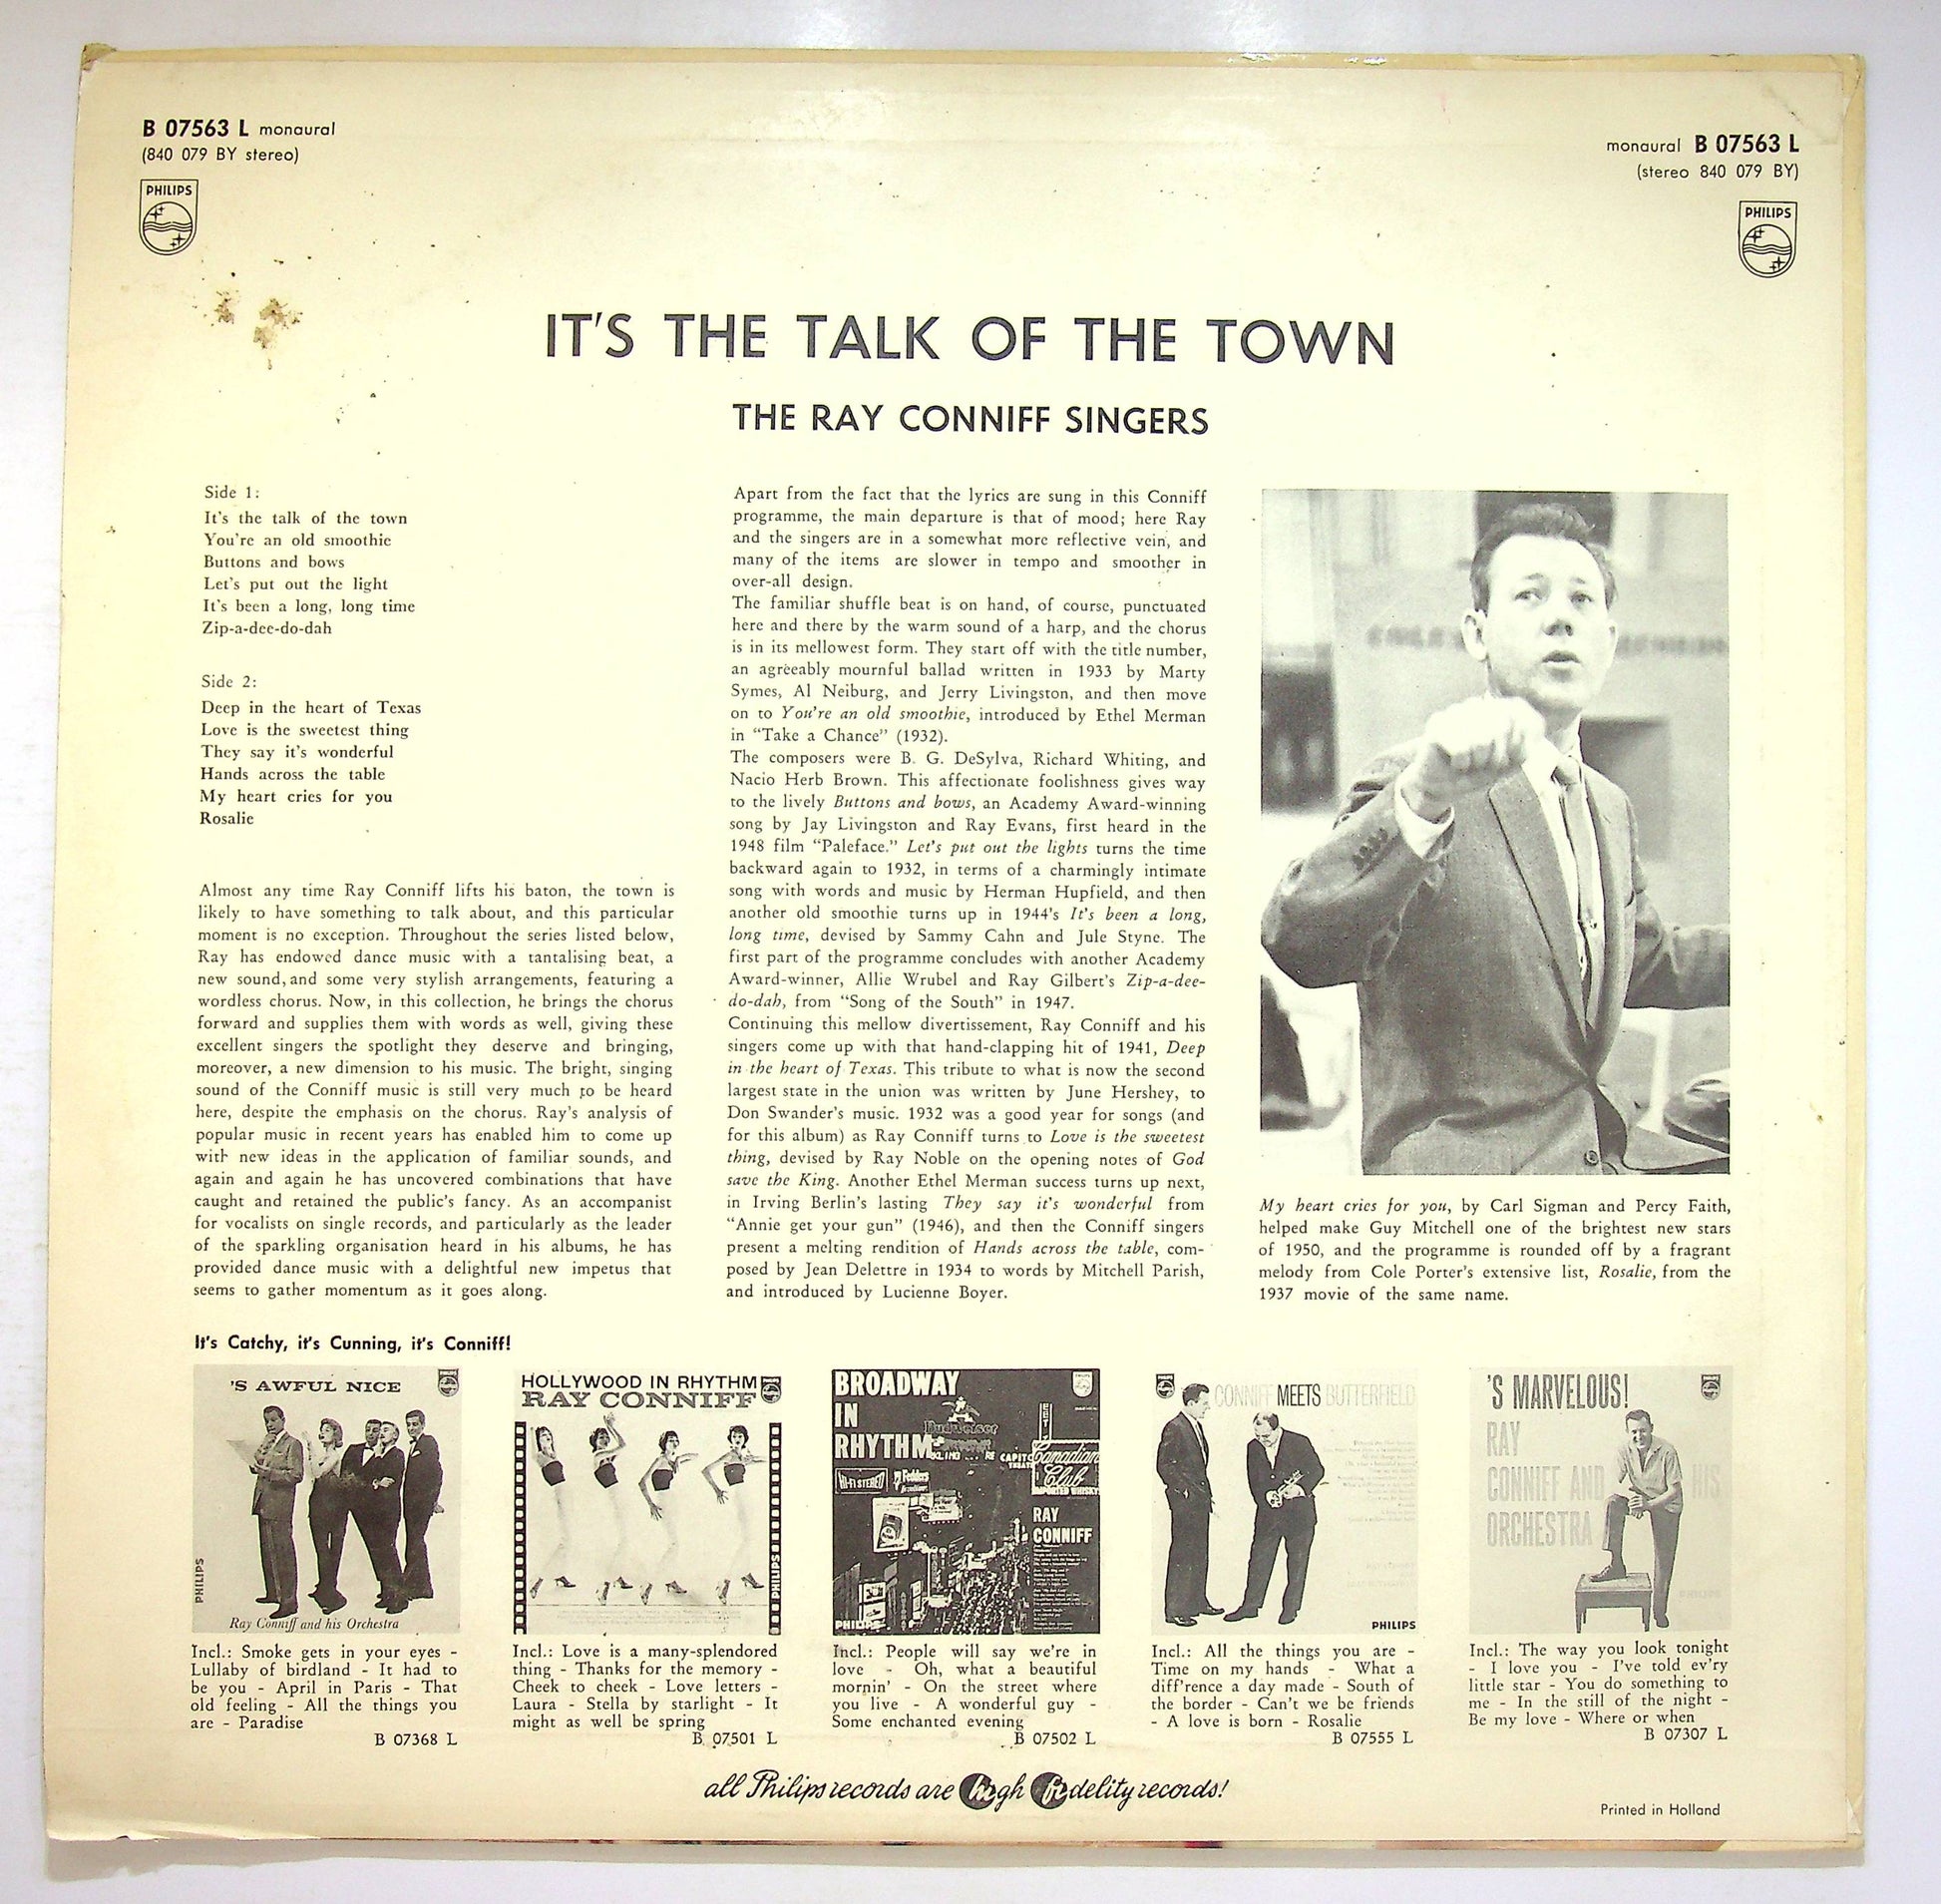 B 07563 L monaural
(840 079 BY stereo)
PHILIPS
monaural B 07563 L
(stereo 840 079 BY)
PHILIPS
IT'S THE TALK OF THE TOWN
THE RAY CONNIFF SINGERS
Side 1:
It's the talk of the town
You're an old smoothie
Buttons and bows
Let's put out the light
It's been a long, long time
Zip-a-dee-do-dah
Side 2:
Deep in the heart of Texas
Love is the sweetest thing
They say it's wonderful
Hands across the table
My heart cries for you
Rosalie
Almost any time Ray Conniff lifts his baton, the town is
likely to have something to talk about, and this particular
moment is no exception. Throughout the series listed below,
Ray has endowed dance music with a tantalising beat, a
new sound, and some very stylish arrangements, featuring a
wordless chorus. Now, in this collection, he brings the chorus
forward and supplies them with words as well, giving these
excellent singers the spotlight they deserve and bringing,
moreover, a new dimension to his music. The bright, singing
sound of the Conniff music is still very much to be heard
here, despite the emphasis on the chorus. Ray's analysis of
popular music in recent years has enabled him to come up
with new ideas in the application of familiar sounds, and
again and again he has uncovered combinations that have
caught and retained the public's fancy. As an accompanist
for vocalists on single records, and particularly as the leader
of the sparkling organisation heard in his albums, he has
provided dance music with a delightful new impetus that
seems to gather momentum as it goes along.
Apart from the fact that the lyrics are sung in this Conniff
programme, the main departure is that of mood; here Ray
and the singers are in a somewhat more reflective vein, and
many of the items are slower in tempo and smoother in
over-all design.
The familiar shuffle beat is on hand, of course, punctuated
here and there by the warm sound of a harp, and the chorus
is in its mellowest form. They start off with the title number,
an agreeably mournful ballad written in 1933 by Marty
Symes, Al Neiburg, and Jerry Livingston, and then move
on to You're an old smoothie, introduced by Ethel Merman
in “Take a Chance” (1932).
The composers were B. G. DeSylva, Richard Whiting, and
Nacio Herb Brown. This affectionate foolishness gives way
to the lively Buttons and bows, an Academy Award-winning
song by Jay Livingston and Ray Evans, first heard in the
1948 film “Paleface.” Let's put out the lights turns the time
backward again to 1932, in terms of a charmingly intimate
song with words and music by Herman Hupfield, and then
another old smoothie turns up in 1944's It's been a long,
long time, devised by Sammy Cahn and Jule Styne. The
first part of the programme concludes with another Academy
Award-winner, Allie Wrubel and Ray Gilbert's Zip-a-dee-
do-dah, from “Song of the South” in 1947.
Continuing this mellow divertissement, Ray Conniff and his
singers come up with that hand-clapping hit of 1941, Deep
in the heart of Texas. This tribute to what is now the second
largest state in the union was written by June Hershey, to
Don Swander's music. 1932 was a good year for songs (and
for this album) as Ray Conniff turns to Love is the sweetest
thing, devised by Ray Noble on the opening notes of God
save the King. Another Ethel Merman success turns up next,
in Irving Berlin's lasting They say it's wonderful from
“Annie get your gun” (1946), and then the Conniff singers
present a melting rendition of Hands across the table, com-
posed by Jean Delettre in 1934 to words by Mitchell Parish,
and introduced by Lucienne Boyer.
My heart cries for you, by Carl Sigman and Percy Faith,
helped make Guy Mitchell one of the brightest new stars
of 1950, and the programme is rounded off by a fragrant
melody from Cole Porter's extensive list, Rosalie, from the
1937 movie of the same name.
It's Catchy, it's Cunning, it's Conniff!
'S AWFUL NICE
PHILIPS
Ray Conniff and his Orchestra
Incl.: Smoke gets in your eyes -
Lullaby of birdland - It had to
be you - April in Paris - That
old feeling - All the things you
are - Paradise
B 07368 L
HOLLYWOOD IN RHYTHM
RAY CONNIFF
PHILIPS
Incl.: Love is a many-splendored
thing - Thanks for the memory -
Cheek to cheek - Love letters -
Laura - Stella by starlight - It
might as well be spring
B 07501 L
BROADWAY
IN
RHYTHM
Budweiser
CAPITOL
THEATRE
Canadian
Club
IMPORTED WHISKY
HI-FI STEREO
Fedders
RAY
CONNIFF
PHILIPS
Incl.: People will say we're in
love - Oh, what a beautiful
mornin' - On the street where
you live - A wonderful guy -
Some enchanted evening
B 07502 L
CONNIFF MEETS BUTTERFIELD
PHILIPS
Incl.: All the things you are -
Time on my hands - What a
diff'rence a day made - South of
the border - Can't we be friends
- A love is born - Rosalie
B 07555 L
'S MARVELOUS!
RAY
CONNIFF AND HIS
ORCHESTRA
PHILIPS
Incl.: The way you look tonight
- I love you - I've told ev'ry
little star - You do something to
me - In the still of the night -
Be my love - Where or when
B 07307 L
all Philips records are high fidelity records!
Printed in Holland